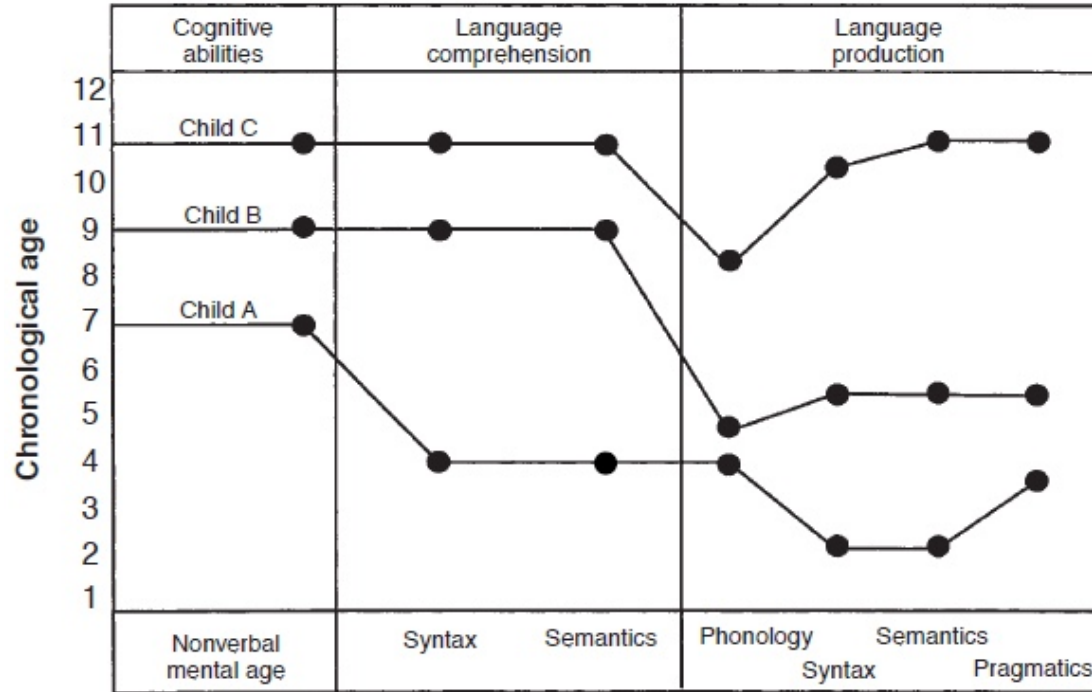 Cognitive
abilities
Language
comprehension
Language
production
12
11
10
9
8
7
6
5
4
3
2
1
Chronological age
Child C
Child B
Child A
Nonverbal
mental age
Syntax
Semantics
Phonology
Syntax
Semantics
Pragmatics